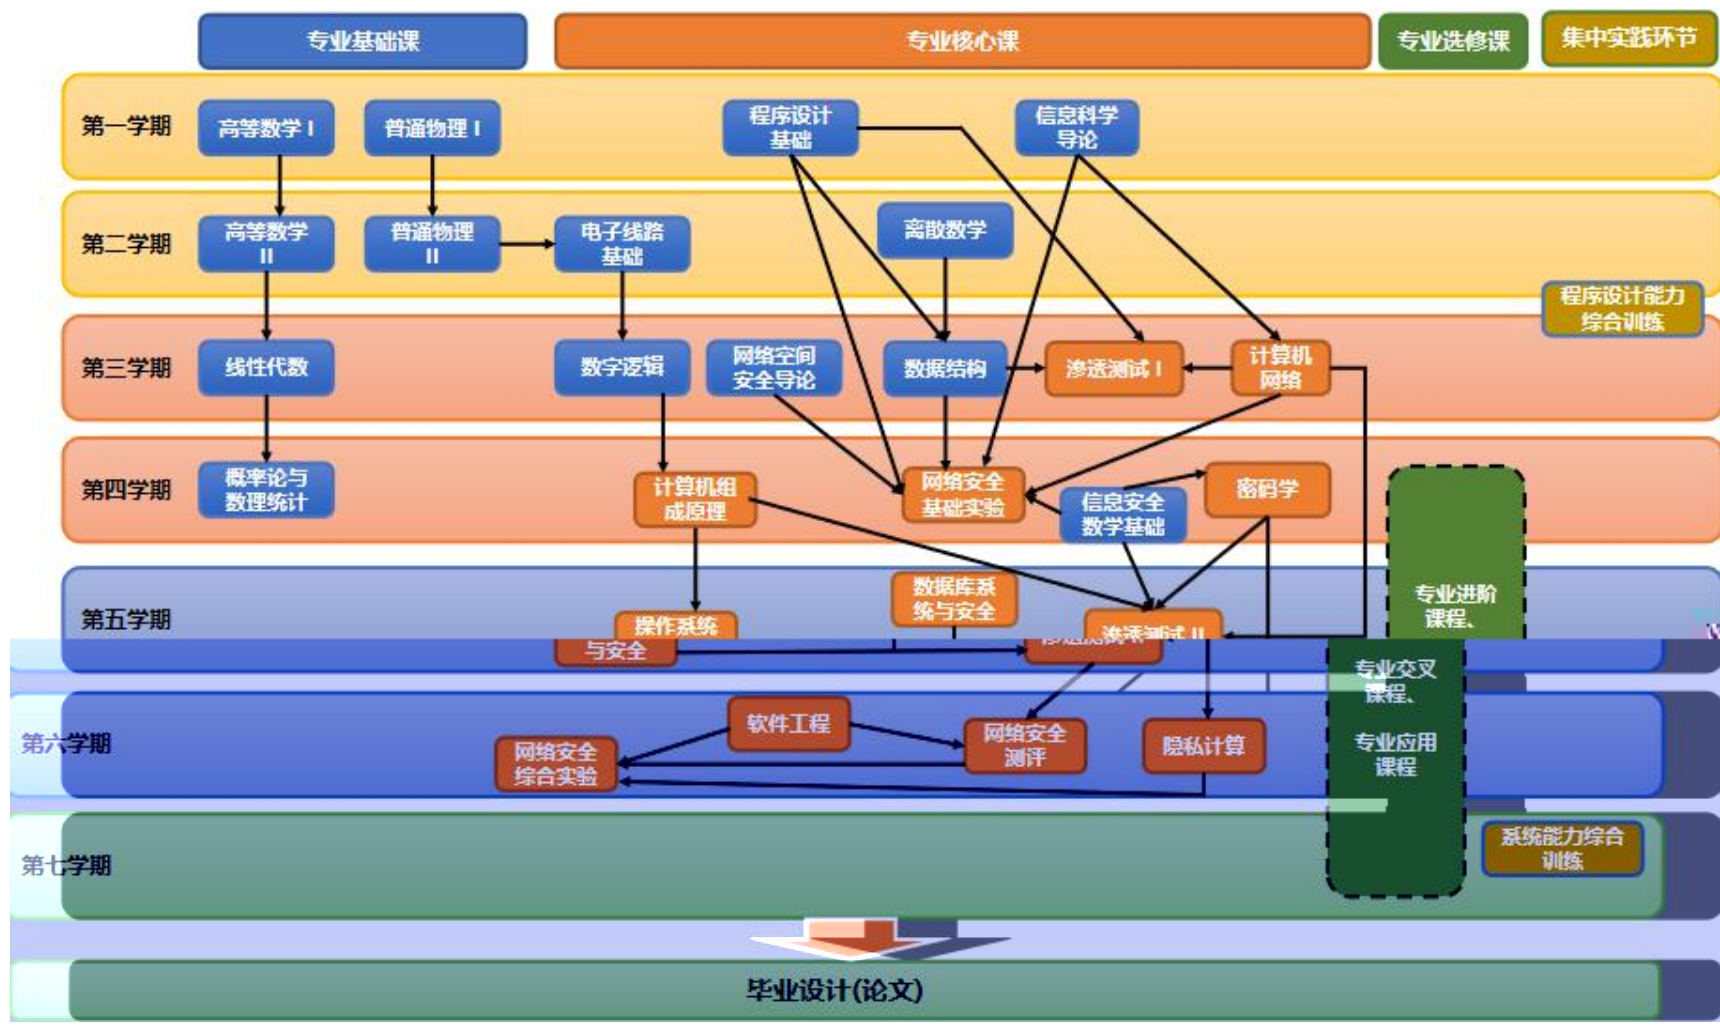 专业基础课
专业核心课
专业选修课
集中实践环节
第一学期
高等数学 I
普通物理 I
程序设计
基础
信息科学
导论
第二学期
高等数学
II
普通物理
II
电子线路
基础
离散数学
程序设计能力
综合训练
第三学期
线性代数
数字逻辑
网络空间
安全导论
数据结构
渗透测试 I
计算机
网络
第四学期
概率论与
数理统计
计算机组
成原理
网络安全
基础实验
信息安全
数学基础
密码学
第五学期
操作系统
与安全
数据库系
统与安全
渗透测试 II
专业进阶
课程、
专业交叉
课程、
专业应用
课程
第六学期
网络安全
综合实验
软件工程
网络安全
测评
隐私计算
第七学期
系统能力综合
训练
毕业设计(论文)